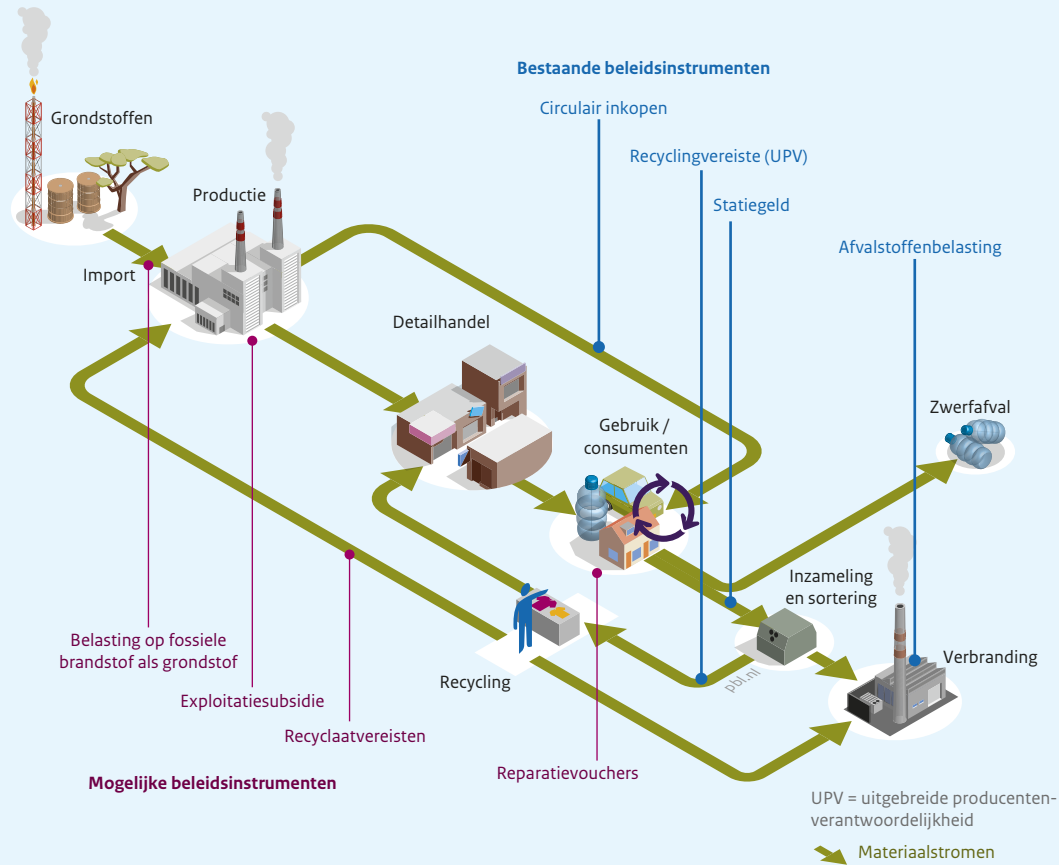 Bestaande beleidsinstrumenten
Circulair inkopen
Grondstoffen
Recyclingvereiste (UPV)
Productie
Statiegeld
Afvalstoffenbelasting
Import
Detailhandel
Zwerfafval
Gebruik /
consumenten
Inzameling
en sortering
Belasting op fossiele
brandstof als grondstof
Verbranding
Recycling
pbl.nl
Exploitatiesubsidie
Recyclaatvereisten
Reparatievouchers
Mogelijke beleidsinstrumenten
UPV = uitgebreide producenten-
verantwoordelijkheid
Materiaalstromen